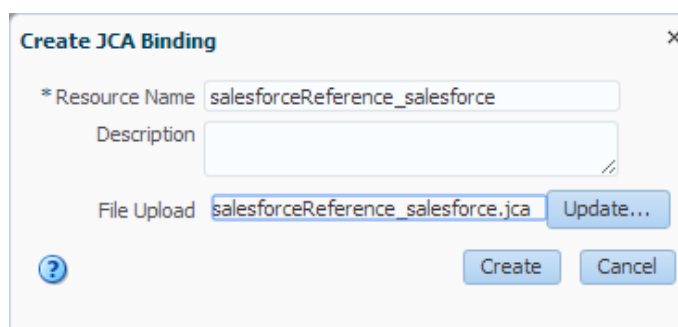 Create JCA Binding ×
* Resource Name salesforceReference_salesforce
Description
File Upload salesforceReference_salesforce.jca Update...
? Create Cancel